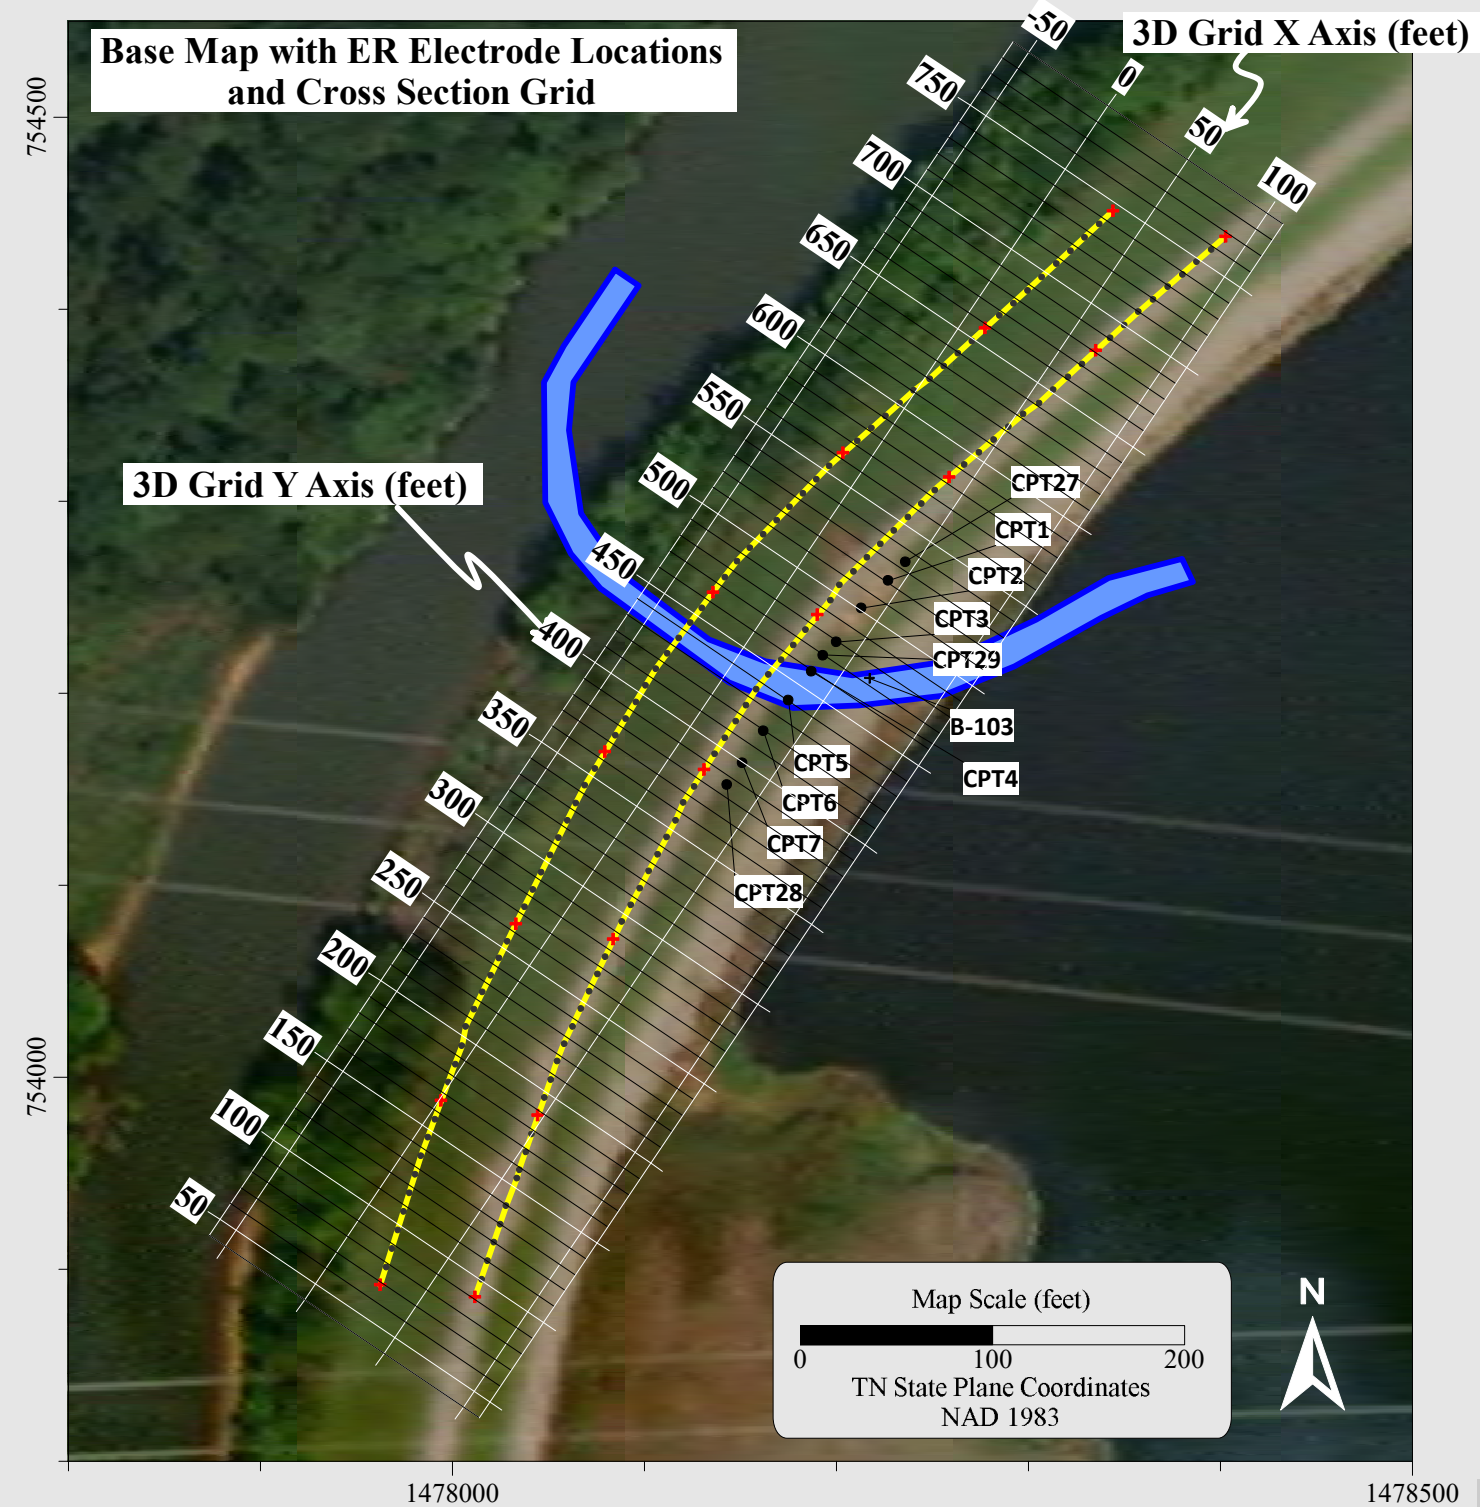 Base Map with ER Electrode Locations
and Cross Section Grid
3D Grid X Axis (feet)
-50
0
50
100
750
700
650
600
550
500
450
400
350
300
250
200
150
100
50
3D Grid Y Axis (feet)
CPT27
CPT1
CPT2
CPT3
CPT29
B-103
CPT4
CPT5
CPT6
CPT7
CPT28
754500
754000
1478000
1478500
Map Scale (feet)
0 100 200
TN State Plane Coordinates
NAD 1983
N